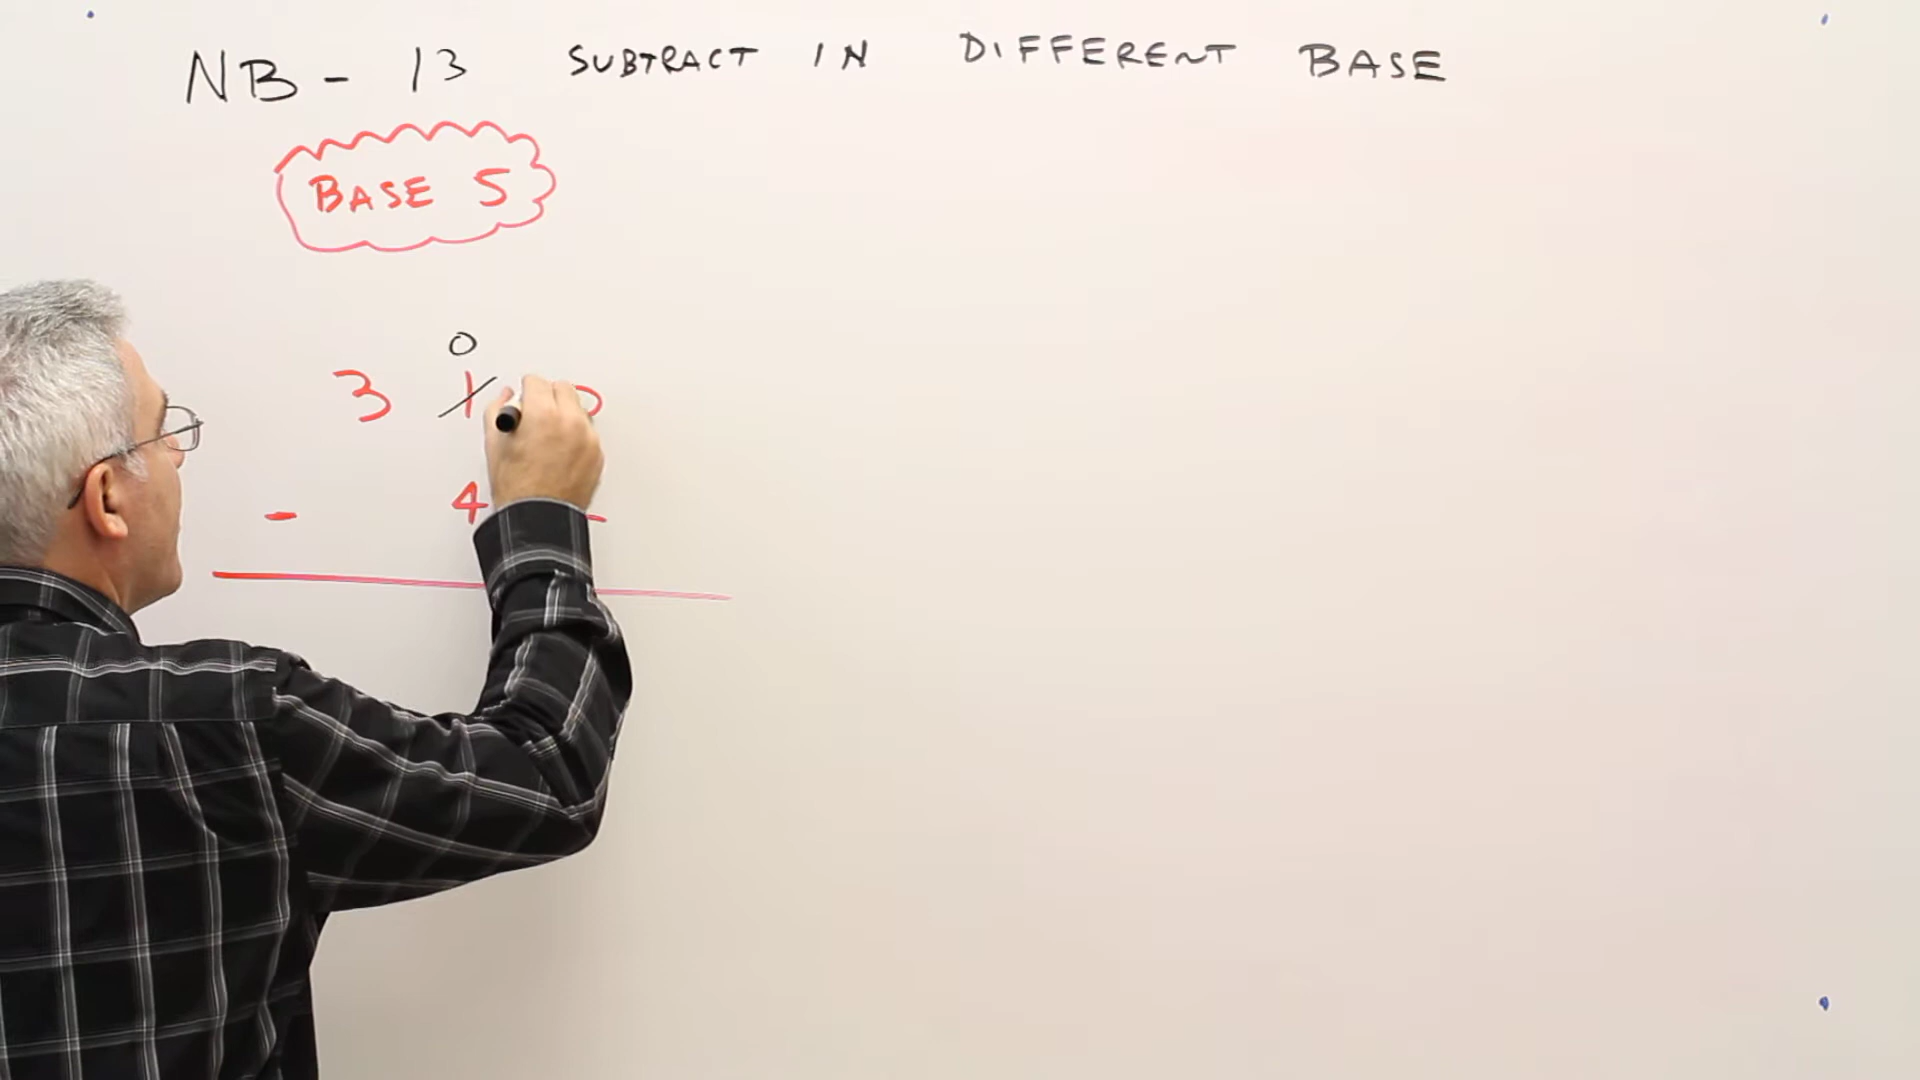 NB - 13 SUBTRACT IN DIFFERENT BASE
BASE 5
0
3 1
- 4